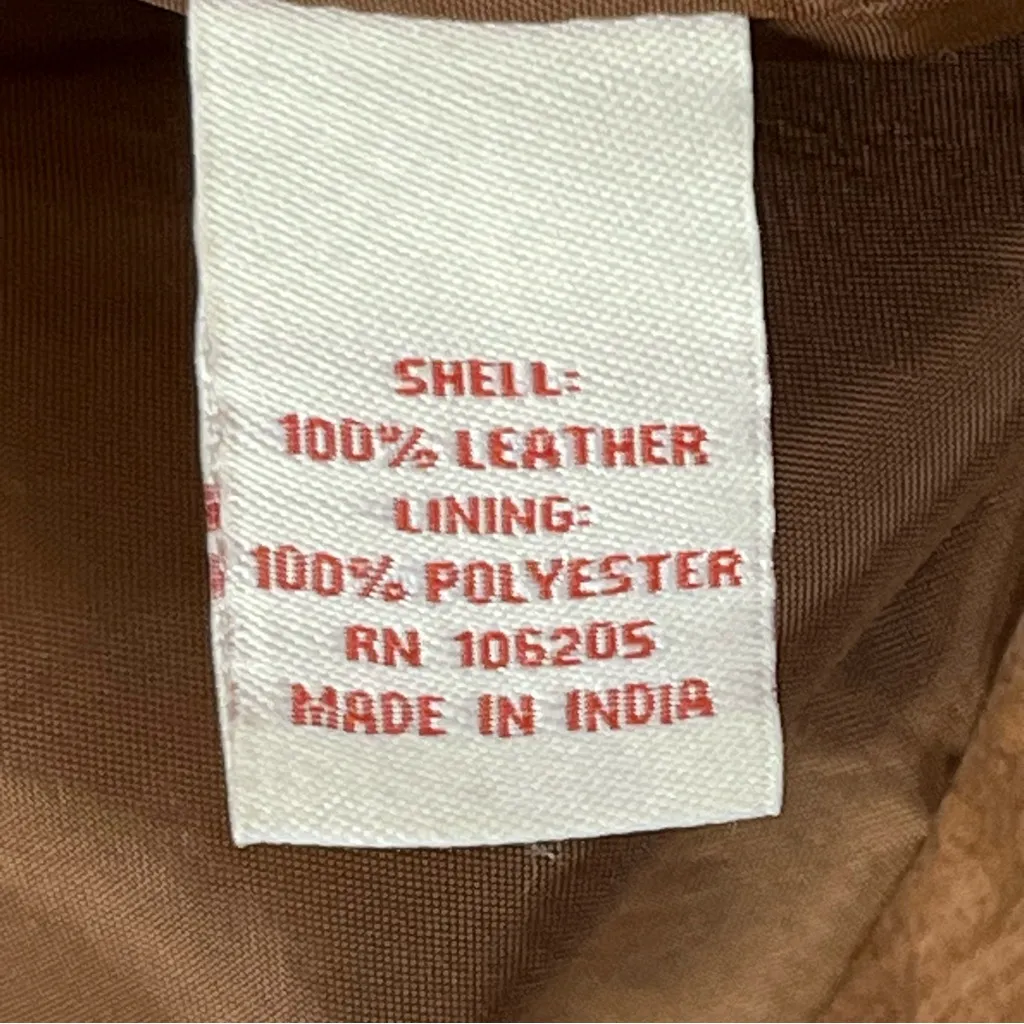 SHELL:
100% LEATHER
LINING:
100% POLYESTER
RN 106205
MADE IN INDIA